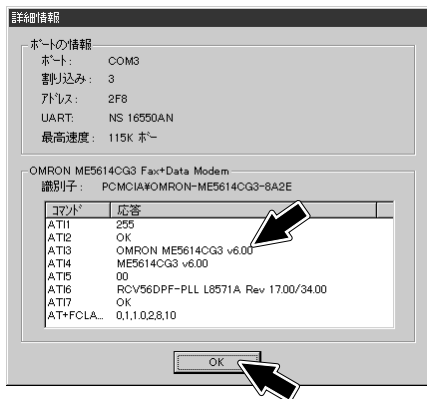 詳細情報
ポートの情報
ポート: COM3
割り込み: 3
アドレス: 2F8
UART: NS 16550AN
最高速度: 115K ボー
OMRON ME5614CG3 Fax+Data Modem
識別子: PCMCIA¥OMRON-ME5614CG3-8A2E
コマンド 応答
ATI1 255
ATI2 OK
ATI3 OMRON ME5614CG3 v6.00
ATI4 ME5614CG3 v6.00
ATI5 00
ATI6 RCV56DPF-PLL L8571A Rev 17.00/34.00
ATI7 OK
AT+FCLA... 0,1,1.0,2,8,10
OK